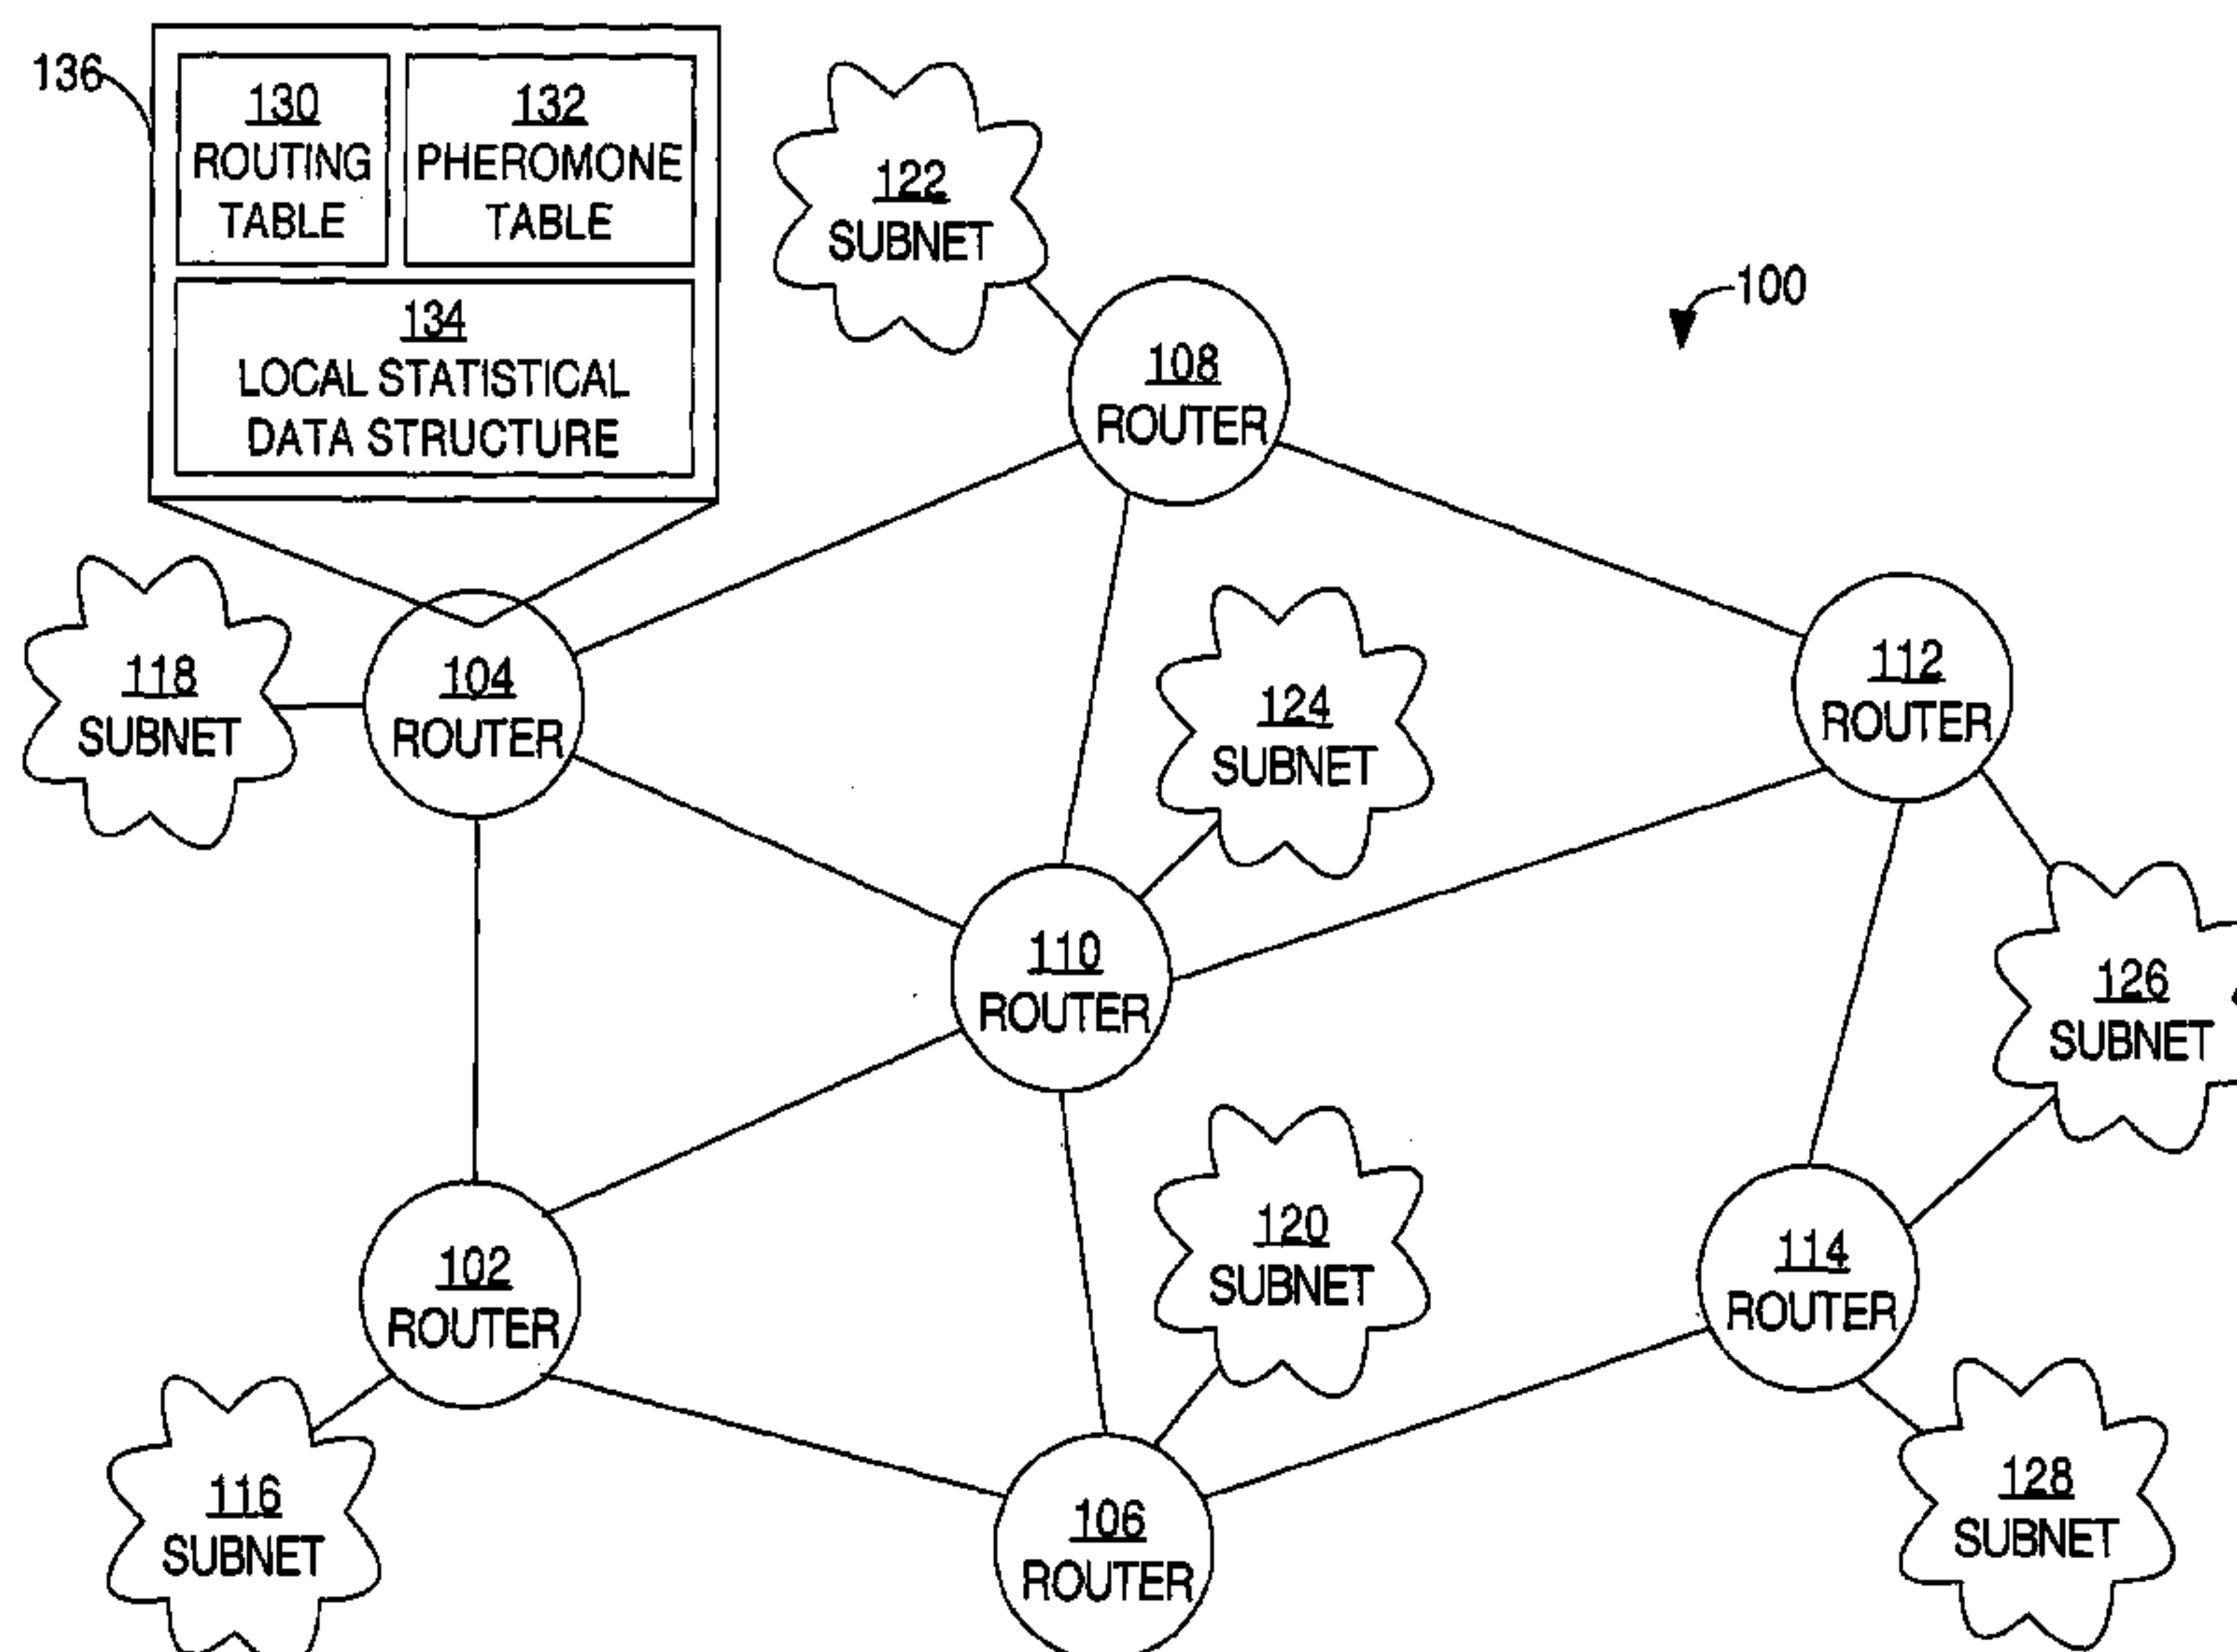 136
130
ROUTING
TABLE
132
PHEROMONE
TABLE
134
LOCAL STATISTICAL
DATA STRUCTURE
122
SUBNET
100
108
ROUTER
118
SUBNET
104
ROUTER
124
SUBNET
112
ROUTER
110
ROUTER
126
SUBNET
102
ROUTER
120
SUBNET
114
ROUTER
116
SUBNET
106
ROUTER
128
SUBNET